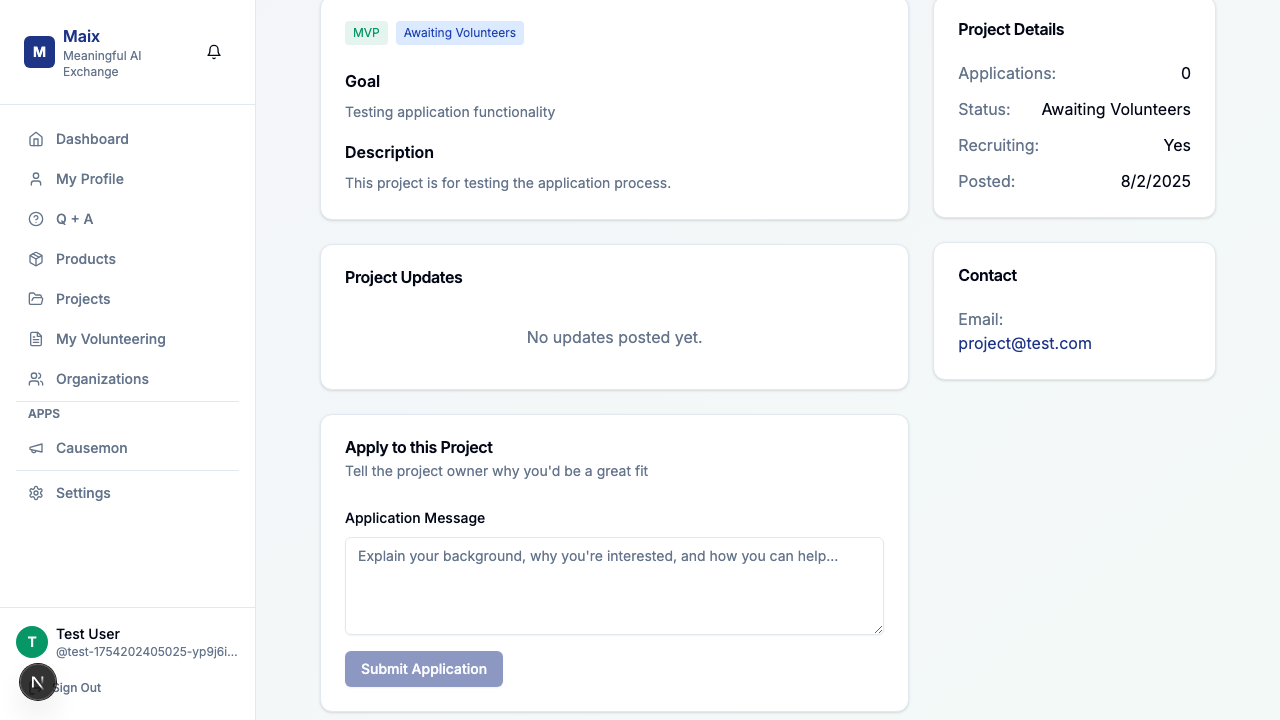 M
Maix
Meaningful AI
Exchange
Dashboard
My Profile
Q + A
Products
Projects
My Volunteering
Organizations
APPS
Causemon
Settings
T
Test User
@test-1754202405025-yp9j6i...
N
Sign Out
MVP
Awaiting Volunteers
Goal
Testing application functionality
Description
This project is for testing the application process.
Project Updates
No updates posted yet.
Apply to this Project
Tell the project owner why you'd be a great fit
Application Message
Explain your background, why you're interested, and how you can help...
Submit Application
Project Details
Applications: 0
Status: Awaiting Volunteers
Recruiting: Yes
Posted: 8/2/2025
Contact
Email:
project@test.com